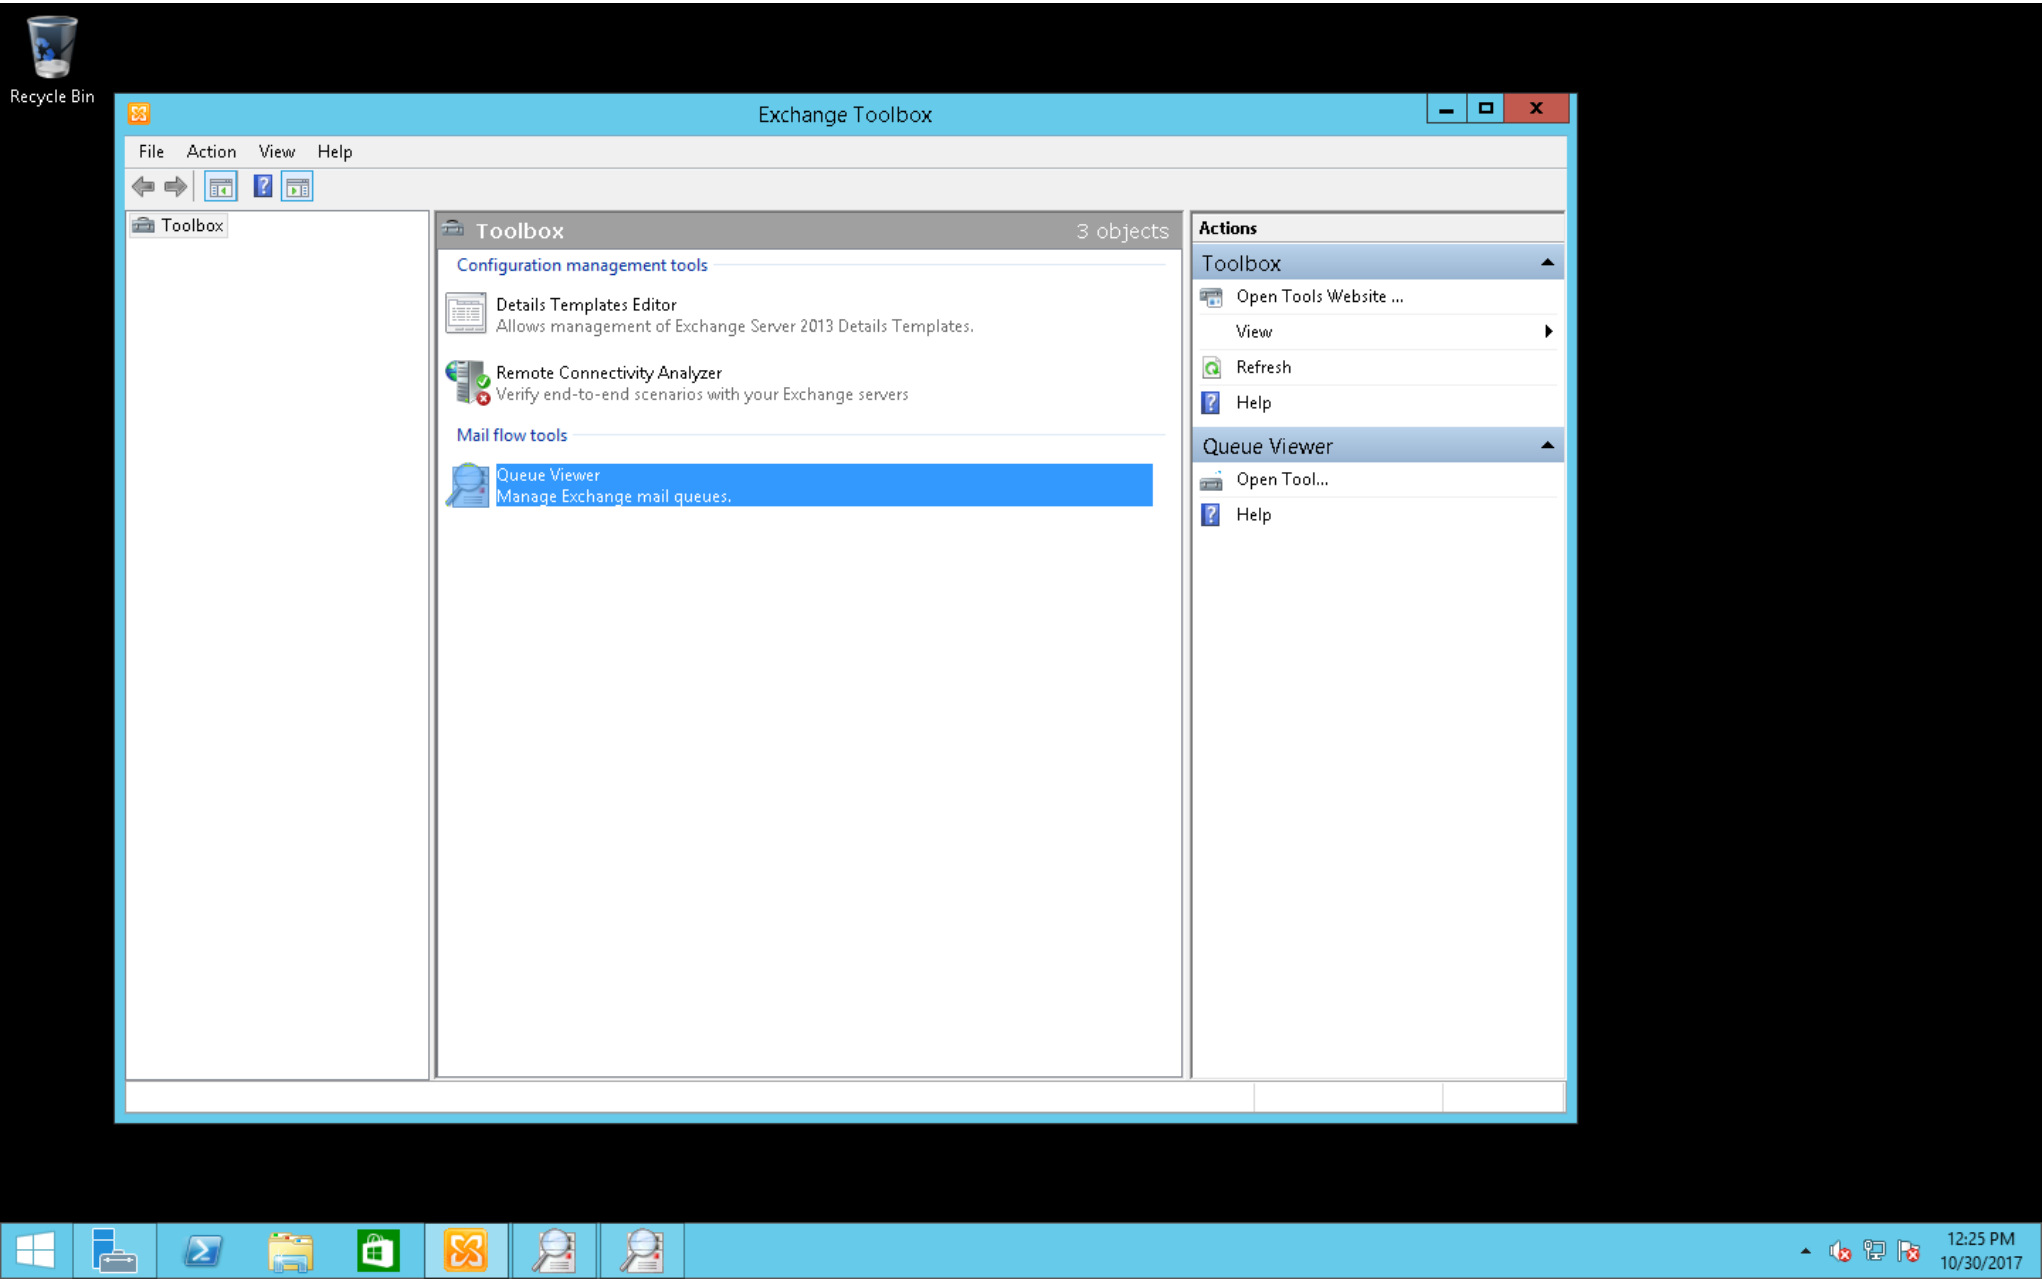 Recycle Bin
Exchange Toolbox
File Action View Help
Toolbox
Toolbox 3 objects
Configuration management tools
Details Templates Editor
Allows management of Exchange Server 2013 Details Templates.
Remote Connectivity Analyzer
Verify end-to-end scenarios with your Exchange servers
Mail flow tools
Queue Viewer
Manage Exchange mail queues.
Actions
Toolbox
Open Tools Website ...
View
Refresh
Help
Queue Viewer
Open Tool...
Help
12:25 PM
10/30/2017